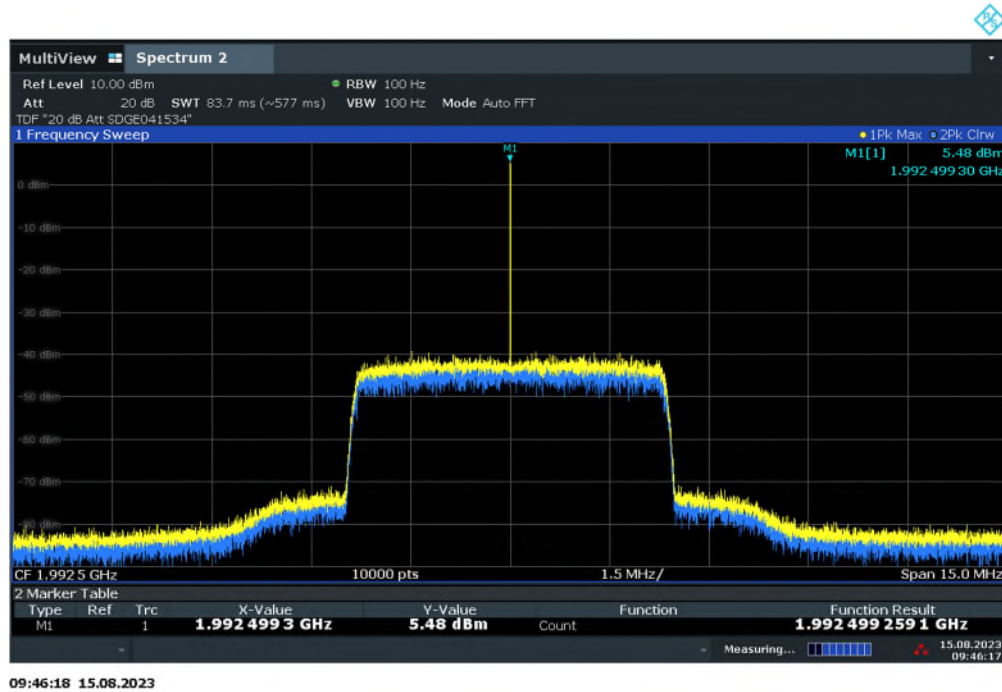 R&S
MultiView Spectrum 2
Ref Level 10.00 dBm RBW 100 Hz
Att 20 dB SWT 83.7 ms (~577 ms) VBW 100 Hz Mode Auto FFT
TDF "20 dB Att SDGE041534"
1 Frequency Sweep 1Pk Max 2Pk Clrw
M1
M1[1] 5.48 dBm
1.992 499 30 GHz
0 dBm
-10 dBm
-20 dBm
-30 dBm
-40 dBm
-50 dBm
-60 dBm
-70 dBm
-80 dBm
CF 1.9925 GHz 10000 pts 1.5 MHz/ Span 15.0 MHz
2 Marker Table
Type Ref Trc X-Value Y-Value Function Function Result
M1 1 1.992 499 3 GHz 5.48 dBm Count 1.992 499 259 1 GHz
Measuring... 15.08.2023
09:46:17
09:46:18 15.08.2023